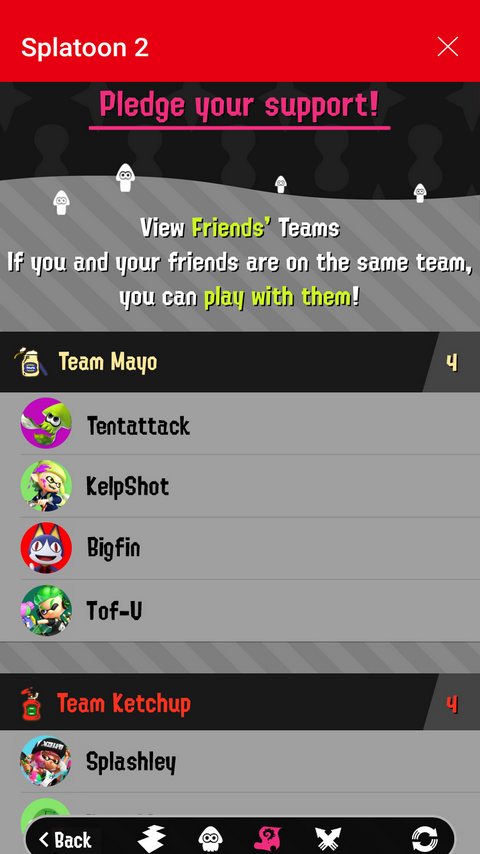 Splatoon 2
Pledge your support!
View Friends' Teams
If you and your friends are on the same team,
you can play with them!
Team Mayo 4
Tentattack
KelpShot
Bigfin
Tof-U
Team Ketchup 4
Splashley
Back